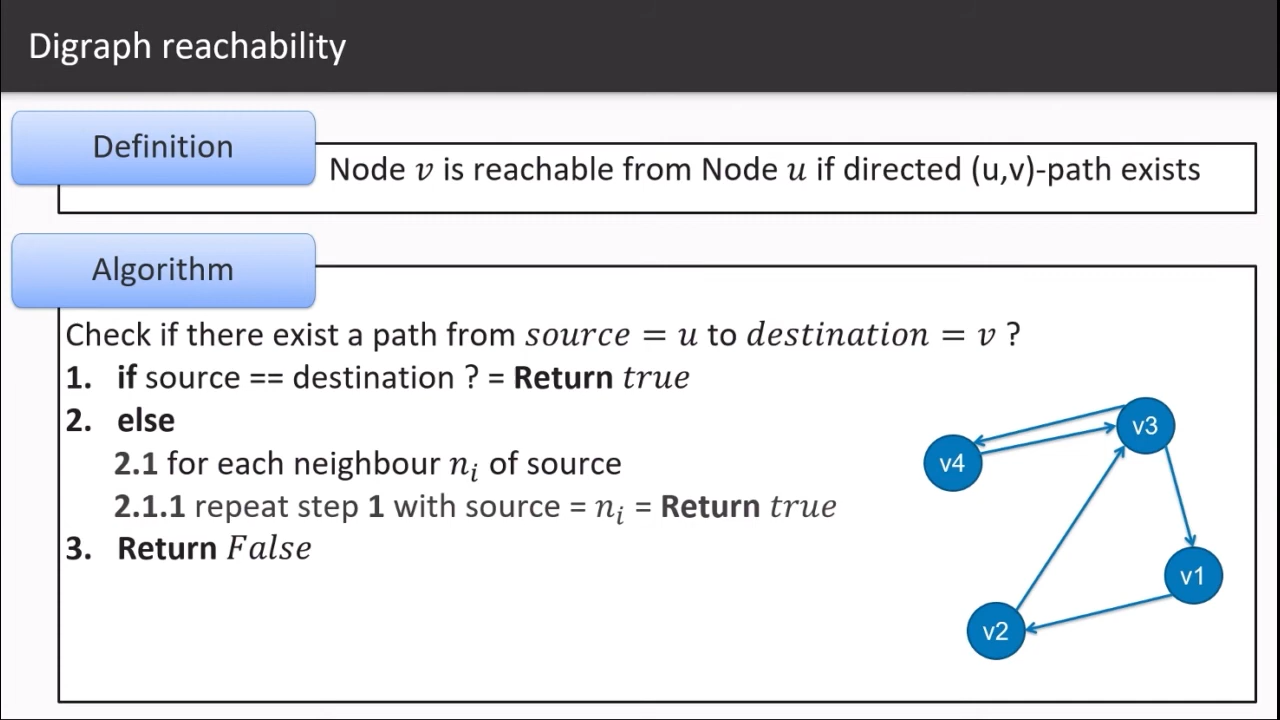 Digraph reachability
Definition
Node 𝑣 is reachable from Node 𝑢 if directed (u,v)-path exists
Algorithm
Check if there exist a path from 𝑠𝑜𝑢𝑟𝑐𝑒 = 𝑢 to 𝑑𝑒𝑠𝑡𝑖𝑛𝑎𝑡𝑖𝑜𝑛 = 𝑣 ?
1. if source == destination ? = Return 𝑡𝑟𝑢𝑒
2. else
2.1 for each neighbour 𝑛ᵢ of source
2.1.1 repeat step 1 with source = 𝑛ᵢ = Return 𝑡𝑟𝑢𝑒
3. Return 𝐹𝑎𝑙𝑠𝑒
v3
v4
v1
v2